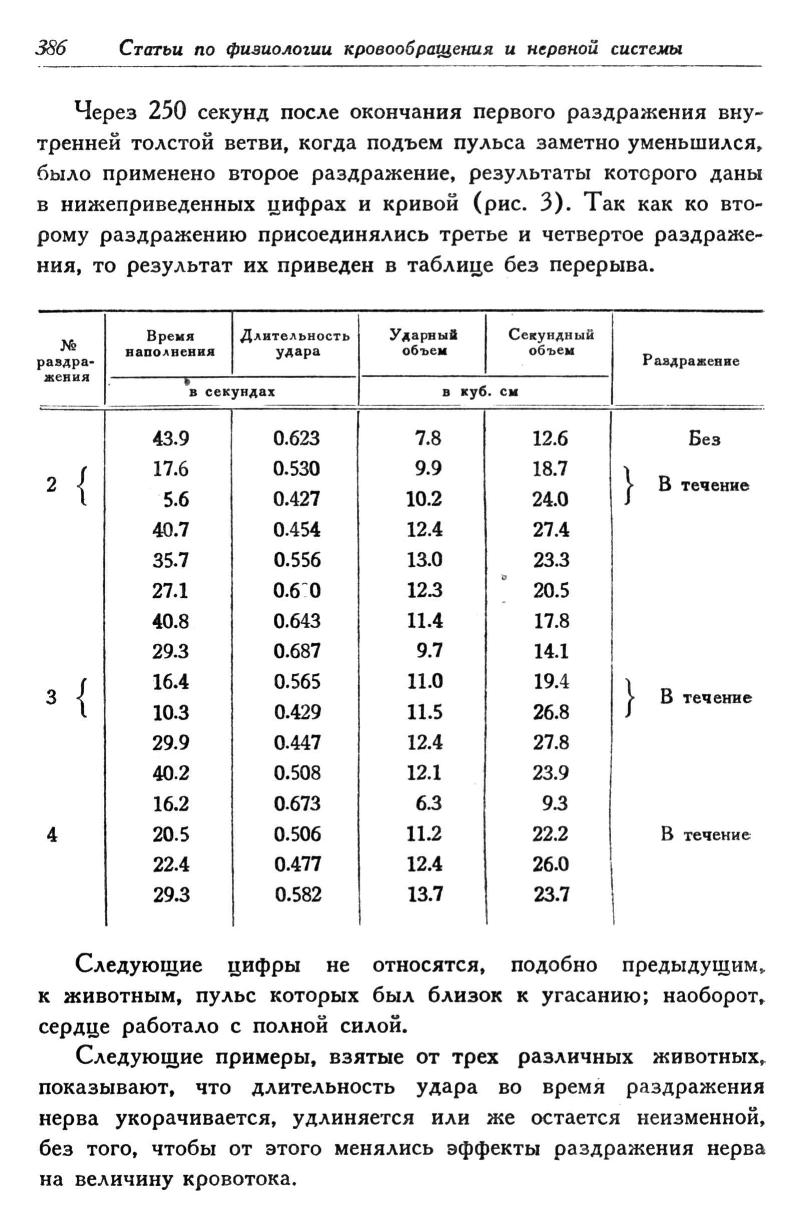 386 Статьи по физиологии кровообращения и нервной системы
Через 250 секунд после окончания первого раздражения вну-
тренней толстой ветви, когда подъем пульса заметно уменьшился,
было применено второе раздражение, результаты которого даны
в нижеприведенных цифрах и кривой (рис. 3). Так как ко вто-
рому раздражению присоединялись третье и четвертое раздраже-
ния, то результат их приведен в таблице без перерыва.
№ раздра-жения Время наполнения Длительность удара Ударный объем Секундный объем Раздражение
в секундах в куб. см
43.9 0.623 7.8 12.6 Без
2 { 17.6 0.530 9.9 18.7 } В течение
5.6 0.427 10.2 24.0
40.7 0.454 12.4 27.4
35.7 0.556 13.0 23.3
27.1 12.3 20.5
40.8 0.643 11.4 17.8
29.3 0.687 9.7 14.1
3 { 16.4 0.565 11.0 19.4 } В течение
10.3 0.429 11.5 26.8
29.9 0.447 12.4 27.8
40.2 0.508 12.1 23.9
16.2 0.673 6.3 9.3
4 20.5 0.506 11.2 22.2 В течение
22.4 0.477 12.4 26.0
29.3 0.582 13.7 23.7
Следующие цифры не относятся, подобно предыдущим,
к животным, пульс которых был близок к угасанию; наоборот,
сердце работало с полной силой.
Следующие примеры, взятые от трех различных животных,
показывают, что длительность удара во время раздражения
нерва укорачивается, удлиняется или же остается неизменной,
без того, чтобы от этого менялись эффекты раздражения нерва
на величину кровотока.